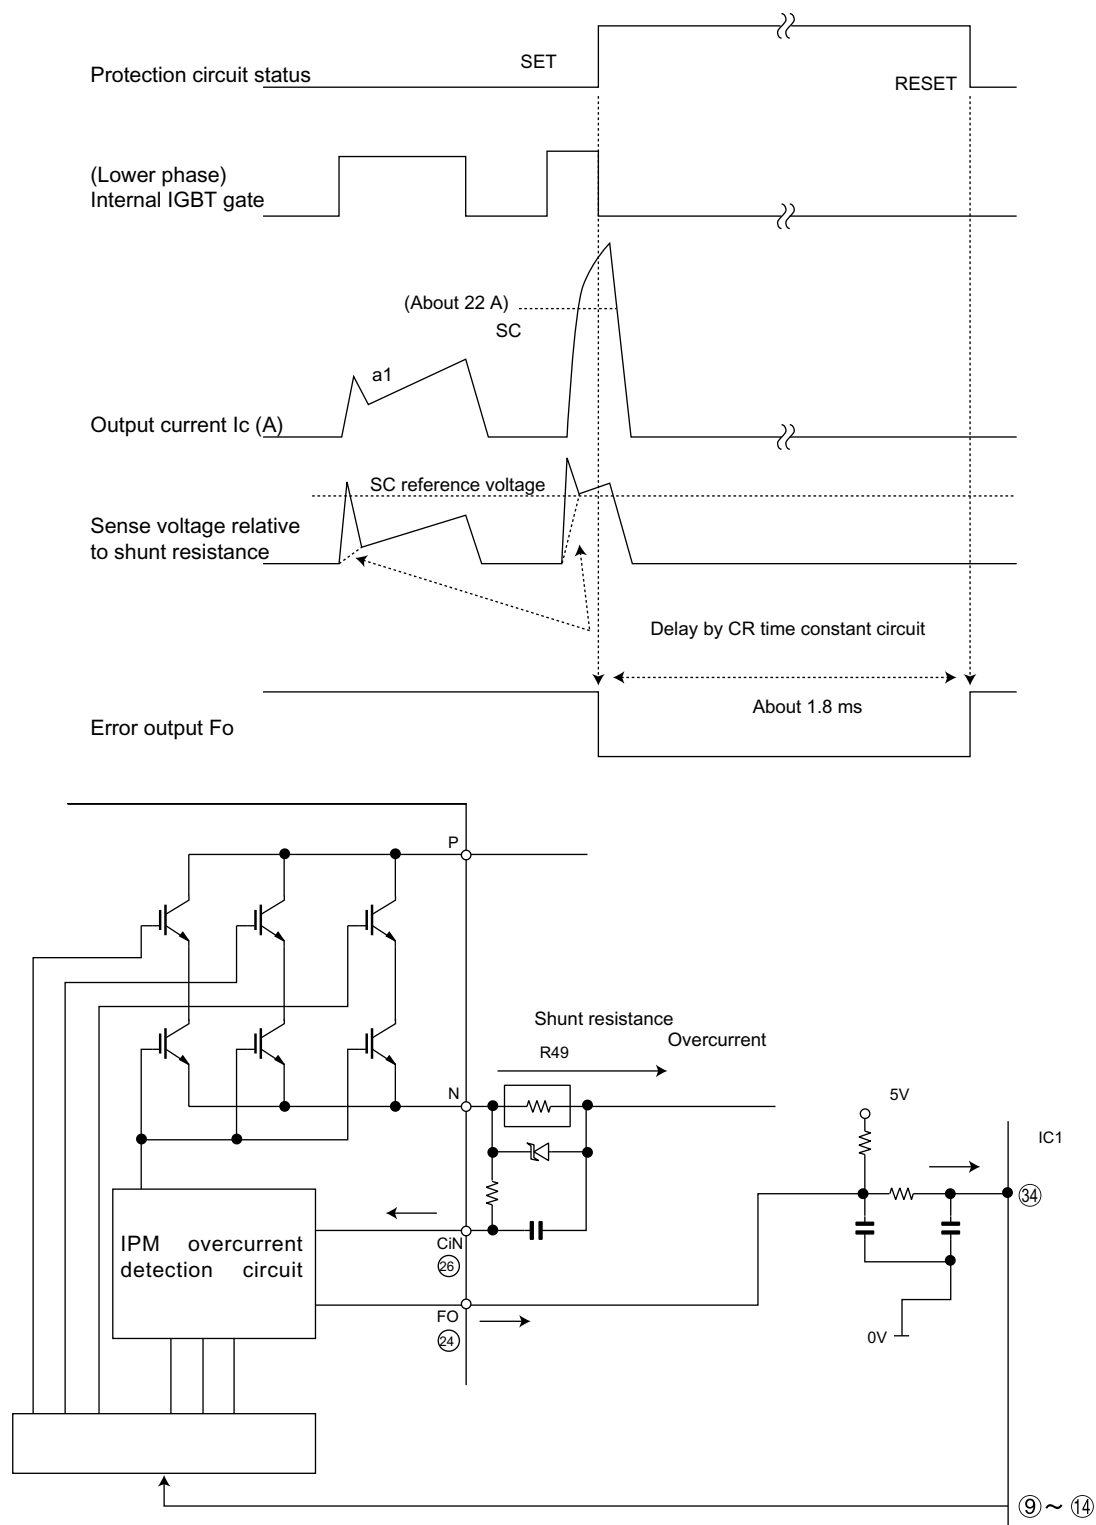 SET
Protection circuit status
RESET
(Lower phase)
Internal IGBT gate
(About 22 A)
SC
a1
Output current Ic (A)
SC reference voltage
Sense voltage relative
to shunt resistance
Delay by CR time constant circuit
About 1.8 ms
Error output Fo
P
Shunt resistance
Overcurrent
R49
N
5V
IC1
㉞
IPM overcurrent
detection circuit
CiN
㉖
FO
㉔
0V
⑨～⑭